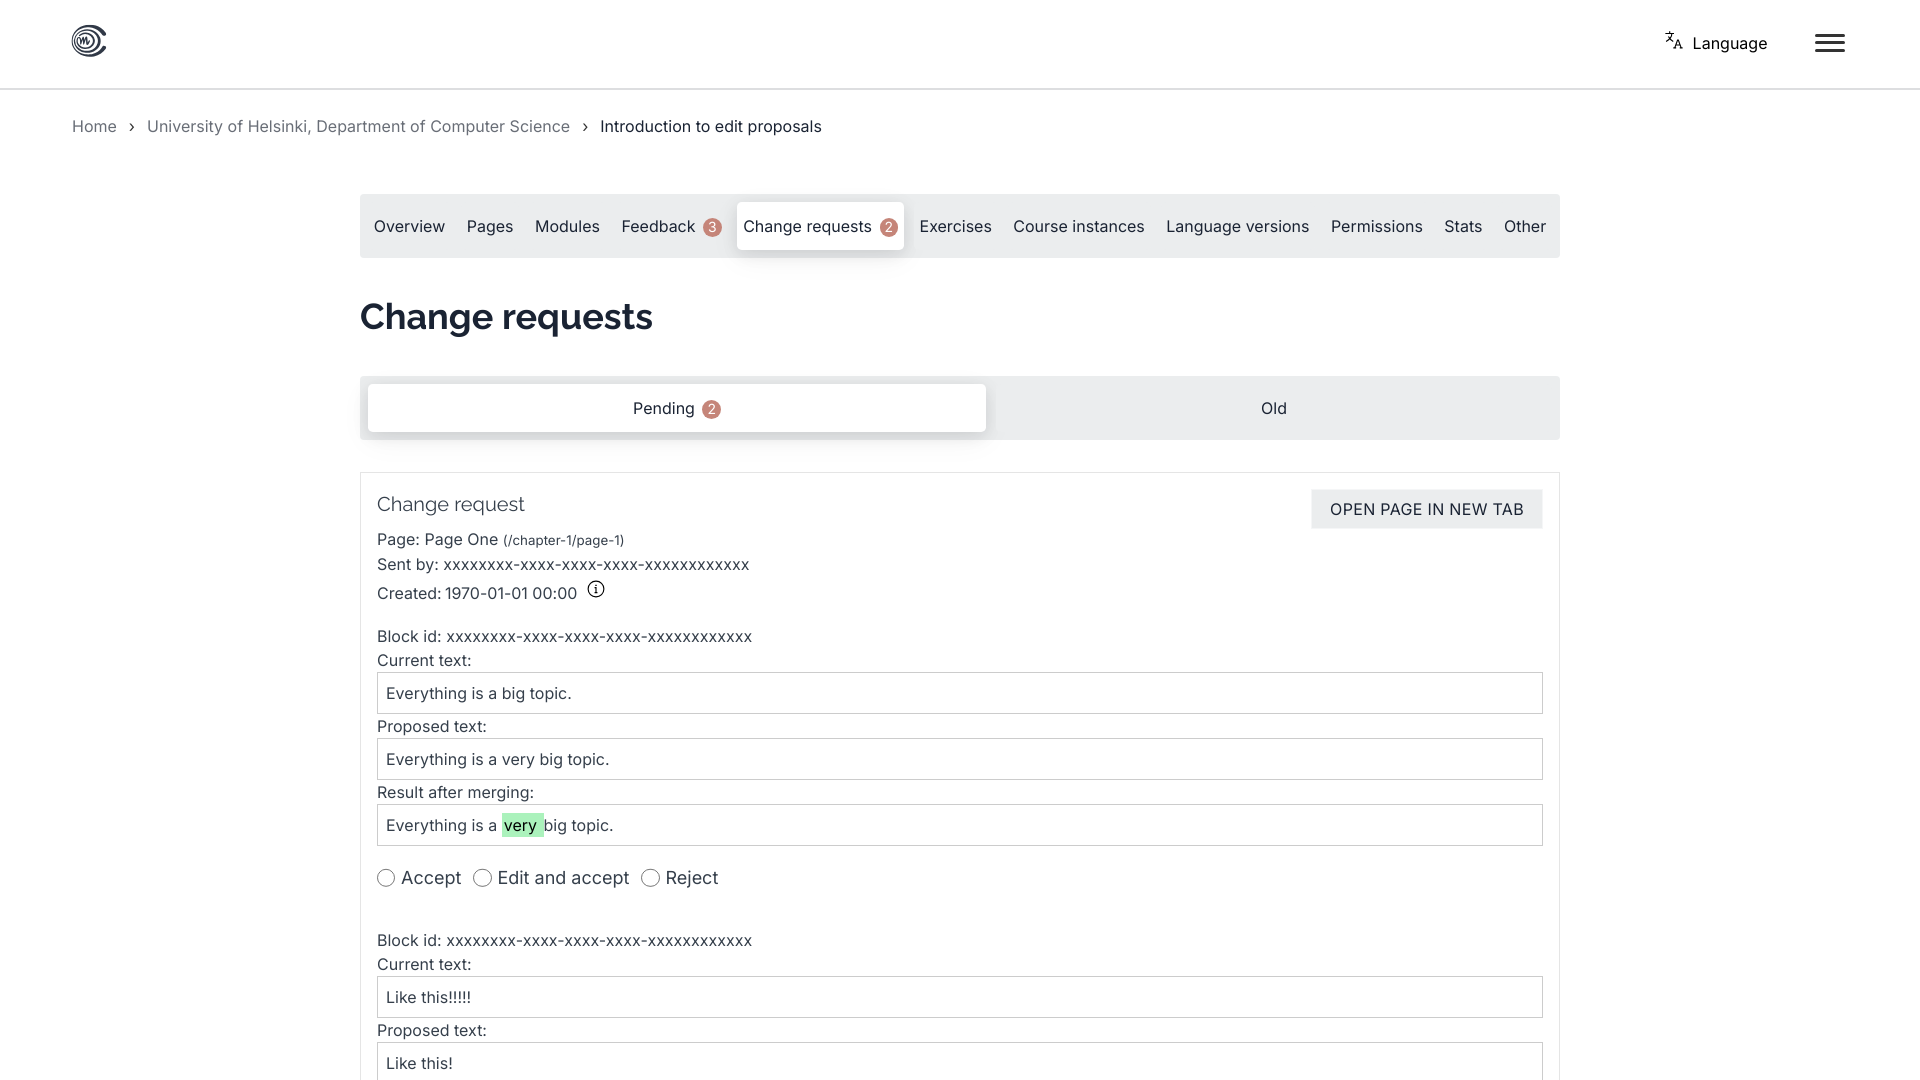 Language
Home › University of Helsinki, Department of Computer Science › Introduction to edit proposals
Overview Pages Modules Feedback 3 Change requests 2 Exercises Course instances Language versions Permissions Stats Other
Change requests
Pending 2 Old
Change request
OPEN PAGE IN NEW TAB
Page: Page One (/chapter-1/page-1)
Sent by: xxxxxxxx-xxxx-xxxx-xxxx-xxxxxxxxxxxx
Created: 1970-01-01 00:00
Block id: xxxxxxxx-xxxx-xxxx-xxxx-xxxxxxxxxxxx
Current text:
Everything is a big topic.
Proposed text:
Everything is a very big topic.
Result after merging:
Everything is a very big topic.
Accept Edit and accept Reject
Block id: xxxxxxxx-xxxx-xxxx-xxxx-xxxxxxxxxxxx
Current text:
Like this!!!!!
Proposed text:
Like this!